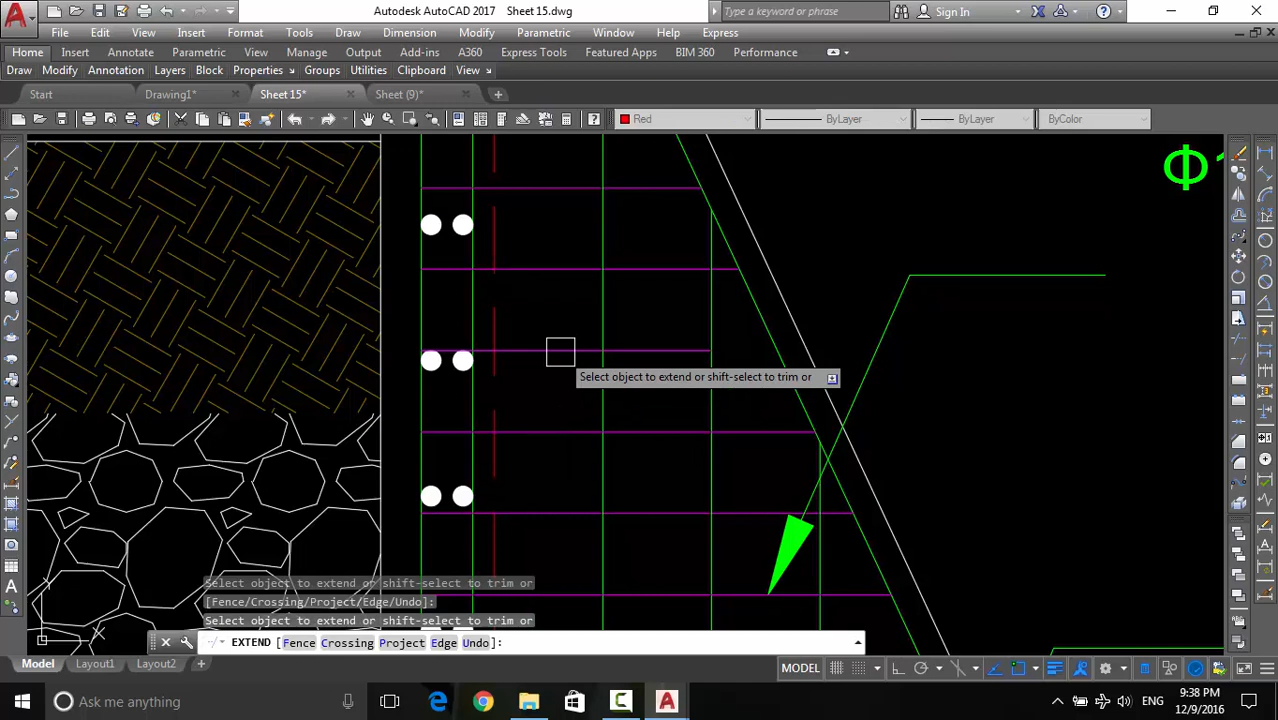 Autodesk AutoCAD 2017 Sheet 15.dwg
Type a keyword or phrase
Sign In
File Edit View Insert Format Tools Draw Dimension Modify Parametric Window Help Express
Home Insert Annotate Parametric View Manage Output Add-ins A360 Express Tools Featured Apps BIM 360 Performance
Draw Modify Annotation Layers Block Properties Groups Utilities Clipboard View
Start Drawing1* Sheet 15* Sheet (9)*
Red ByLayer ByLayer ByColor
Φ1
Select object to extend or shift-select to trim or
Select object to extend or shift-select to trim or
[Fence/Crossing/Project/Edge/Undo]:
Select object to extend or shift-select to trim or
EXTEND [Fence Crossing Project Edge Undo]:
X
Model Layout1 Layout2
MODEL
Ask me anything
ENG
9:38 PM
12/9/2016